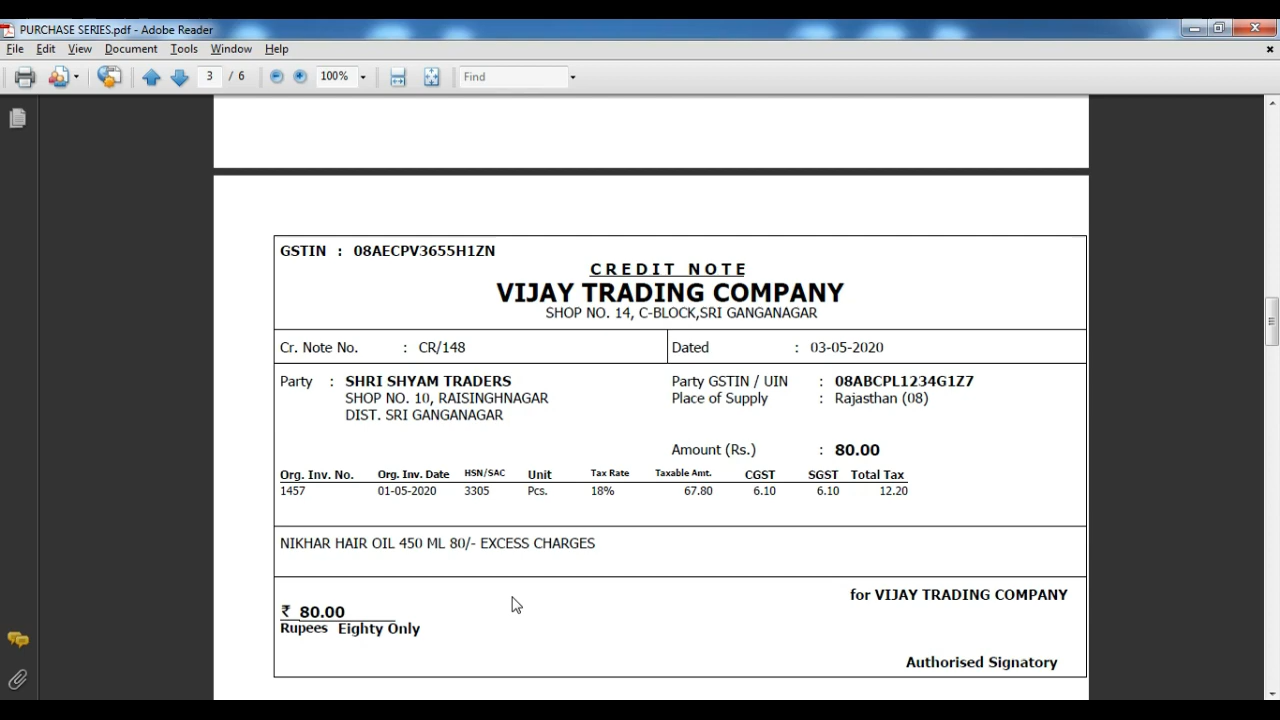 PURCHASE SERIES.pdf - Adobe Reader
File Edit View Document Tools Window Help
3 / 6 100% Find
GSTIN : 08AECPV3655H1ZN
CREDIT NOTE
VIJAY TRADING COMPANY
SHOP NO. 14, C-BLOCK,SRI GANGANAGAR
Cr. Note No. : CR/148 Dated : 03-05-2020
Party : SHRI SHYAM TRADERS Party GSTIN / UIN : 08ABCPL1234G1Z7
SHOP NO. 10, RAISINGHNAGAR Place of Supply : Rajasthan (08)
DIST. SRI GANGANAGAR
Amount (Rs.) : 80.00
Org. Inv. No. Org. Inv. Date HSN/SAC Unit Tax Rate Taxable Amt. CGST SGST Total Tax
1457 01-05-2020 3305 Pcs. 18% 67.80 6.10 6.10 12.20
NIKHAR HAIR OIL 450 ML 80/- EXCESS CHARGES
for VIJAY TRADING COMPANY
₹ 80.00
Rupees Eighty Only
Authorised Signatory